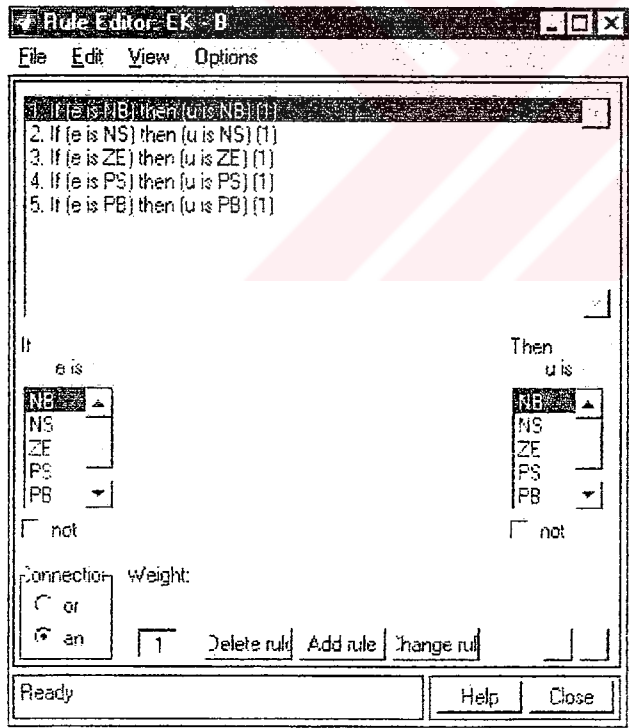 Rule Editor: EK - B
File Edit View Options
1. If (e is NB) then (u is NB) (1)
2. If (e is NS) then (u is NS) (1)
3. If (e is ZE) then (u is ZE) (1)
4. If (e is PS) then (u is PS) (1)
5. If (e is PB) then (u is PB) (1)
If Then
e is u is
NB NB
NS NS
ZE ZE
PS PS
PB PB
not not
Connection Weight:
or
an 1 Delete rule Add rule Change rul
Ready Help Close